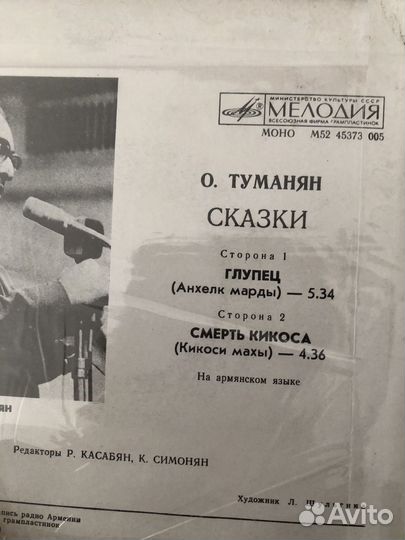 МИНИСТЕРСТВО КУЛЬТУРЫ СССР
МЕЛОДИЯ
ВСЕСОЮЗНАЯ ФИРМА ГРАМПЛАСТИНОК
МОНО М52 45373 005
О. ТУМАНЯН
СКАЗКИ
Сторона 1
ГЛУПЕЦ
(Анхелк марды) — 5.34
Сторона 2
СМЕРТЬ КИКОСА
(Кикоси махы) — 4.36
На армянском языке
ян
Редакторы Р. КАСАБЯН, К. СИМОНЯН
Художник Л.
пись радио Армении
грампластинок
Avito